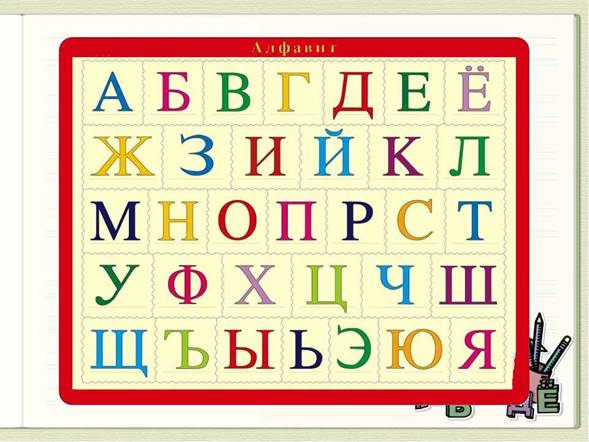 Алфавит
А Б В Г Д Е Ё
Ж З И Й К Л
М Н О П Р С Т
У Ф Х Ц Ч Ш
Щ Ъ Ы Ь Э Ю Я